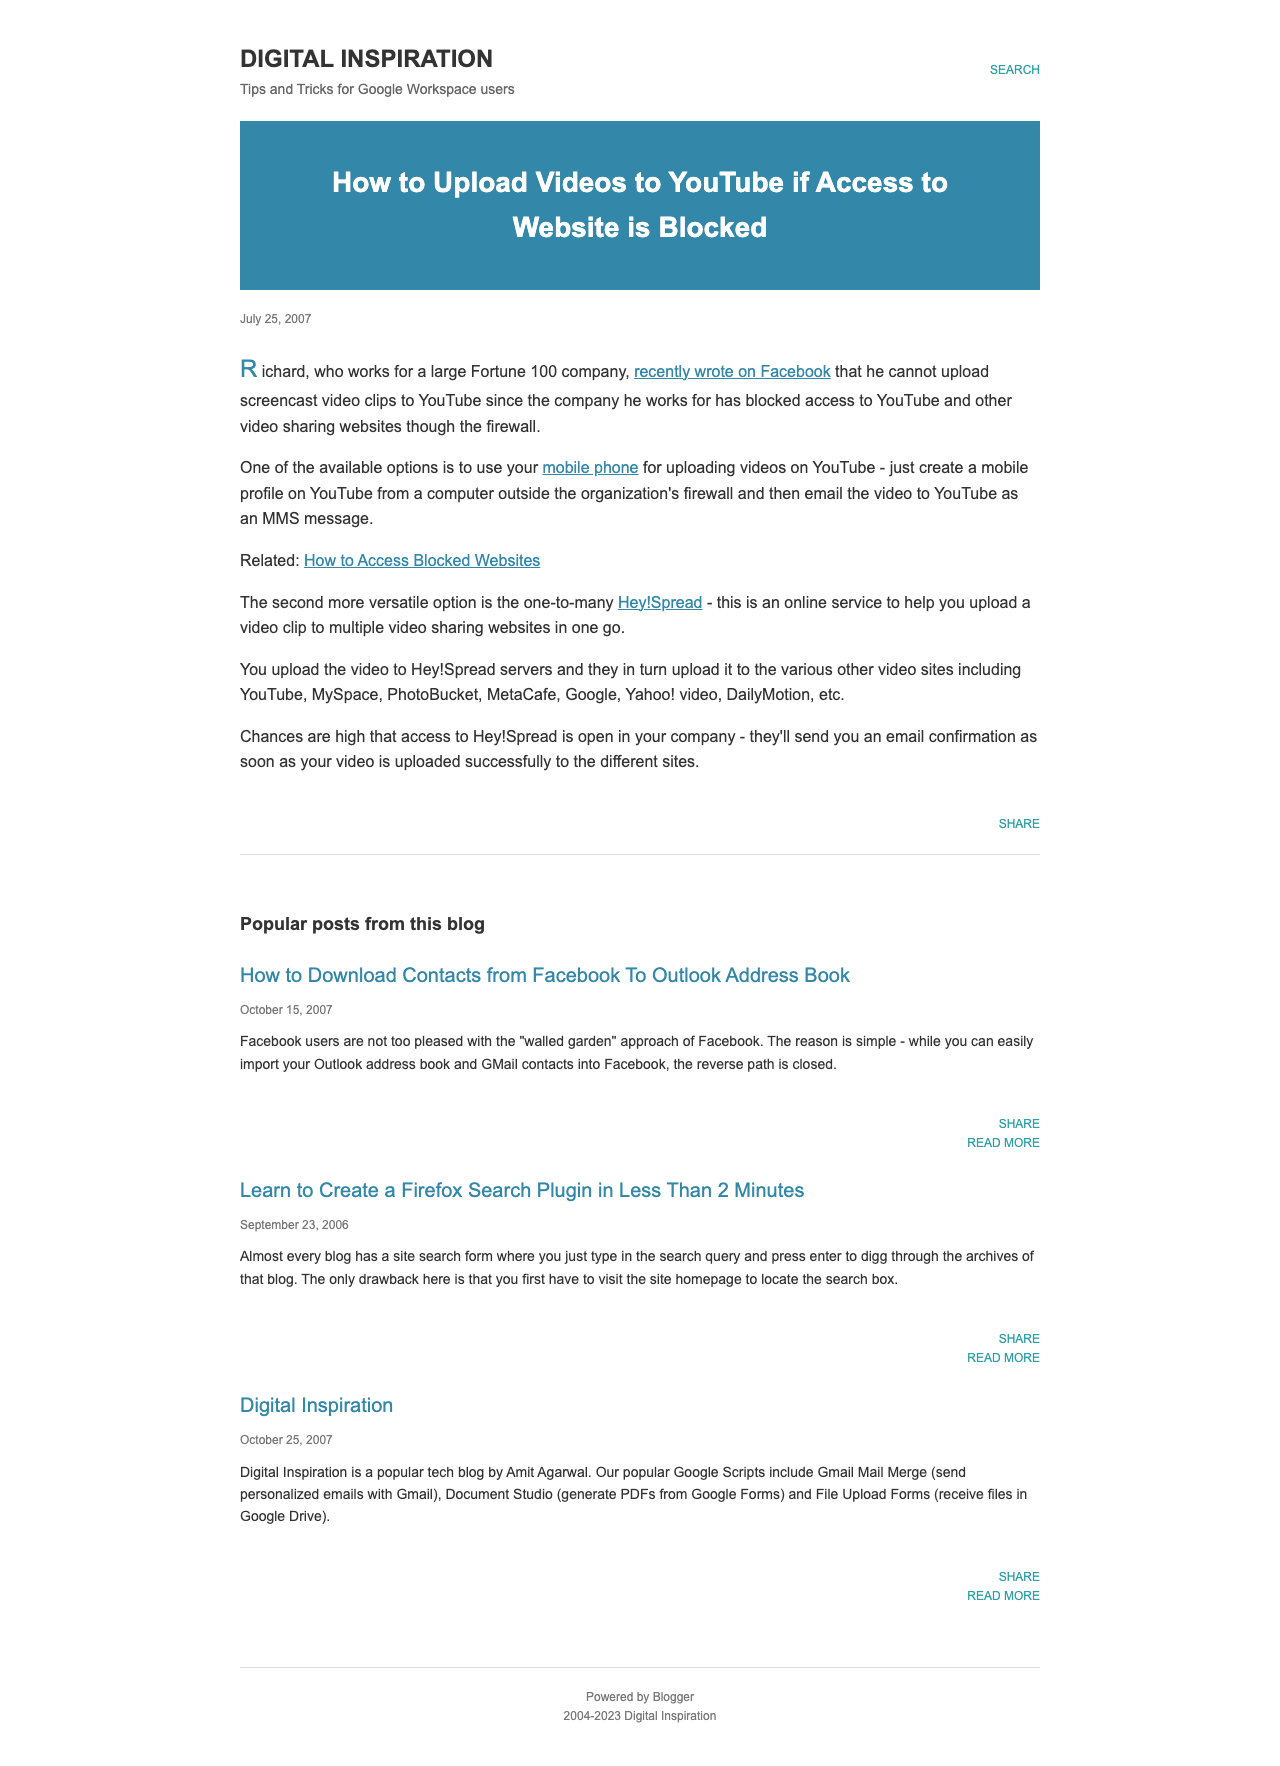 DIGITAL INSPIRATION
Tips and Tricks for Google Workspace users
SEARCH
How to Upload Videos to YouTube if Access to
Website is Blocked
July 25, 2007
Richard, who works for a large Fortune 100 company, recently wrote on Facebook that he cannot upload
screencast video clips to YouTube since the company he works for has blocked access to YouTube and other
video sharing websites though the firewall.
One of the available options is to use your mobile phone for uploading videos on YouTube - just create a mobile
profile on YouTube from a computer outside the organization's firewall and then email the video to YouTube as
an MMS message.
Related: How to Access Blocked Websites
The second more versatile option is the one-to-many Hey!Spread - this is an online service to help you upload a
video clip to multiple video sharing websites in one go.
You upload the video to Hey!Spread servers and they in turn upload it to the various other video sites including
YouTube, MySpace, PhotoBucket, MetaCafe, Google, Yahoo! video, DailyMotion, etc.
Chances are high that access to Hey!Spread is open in your company - they'll send you an email confirmation as
soon as your video is uploaded successfully to the different sites.
SHARE
Popular posts from this blog
How to Download Contacts from Facebook To Outlook Address Book
October 15, 2007
Facebook users are not too pleased with the "walled garden" approach of Facebook. The reason is simple - while you can easily
import your Outlook address book and GMail contacts into Facebook, the reverse path is closed.
SHARE
READ MORE
Learn to Create a Firefox Search Plugin in Less Than 2 Minutes
September 23, 2006
Almost every blog has a site search form where you just type in the search query and press enter to digg through the archives of
that blog. The only drawback here is that you first have to visit the site homepage to locate the search box.
SHARE
READ MORE
Digital Inspiration
October 25, 2007
Digital Inspiration is a popular tech blog by Amit Agarwal. Our popular Google Scripts include Gmail Mail Merge (send
personalized emails with Gmail), Document Studio (generate PDFs from Google Forms) and File Upload Forms (receive files in
Google Drive).
SHARE
READ MORE
Powered by Blogger
2004-2023 Digital Inspiration